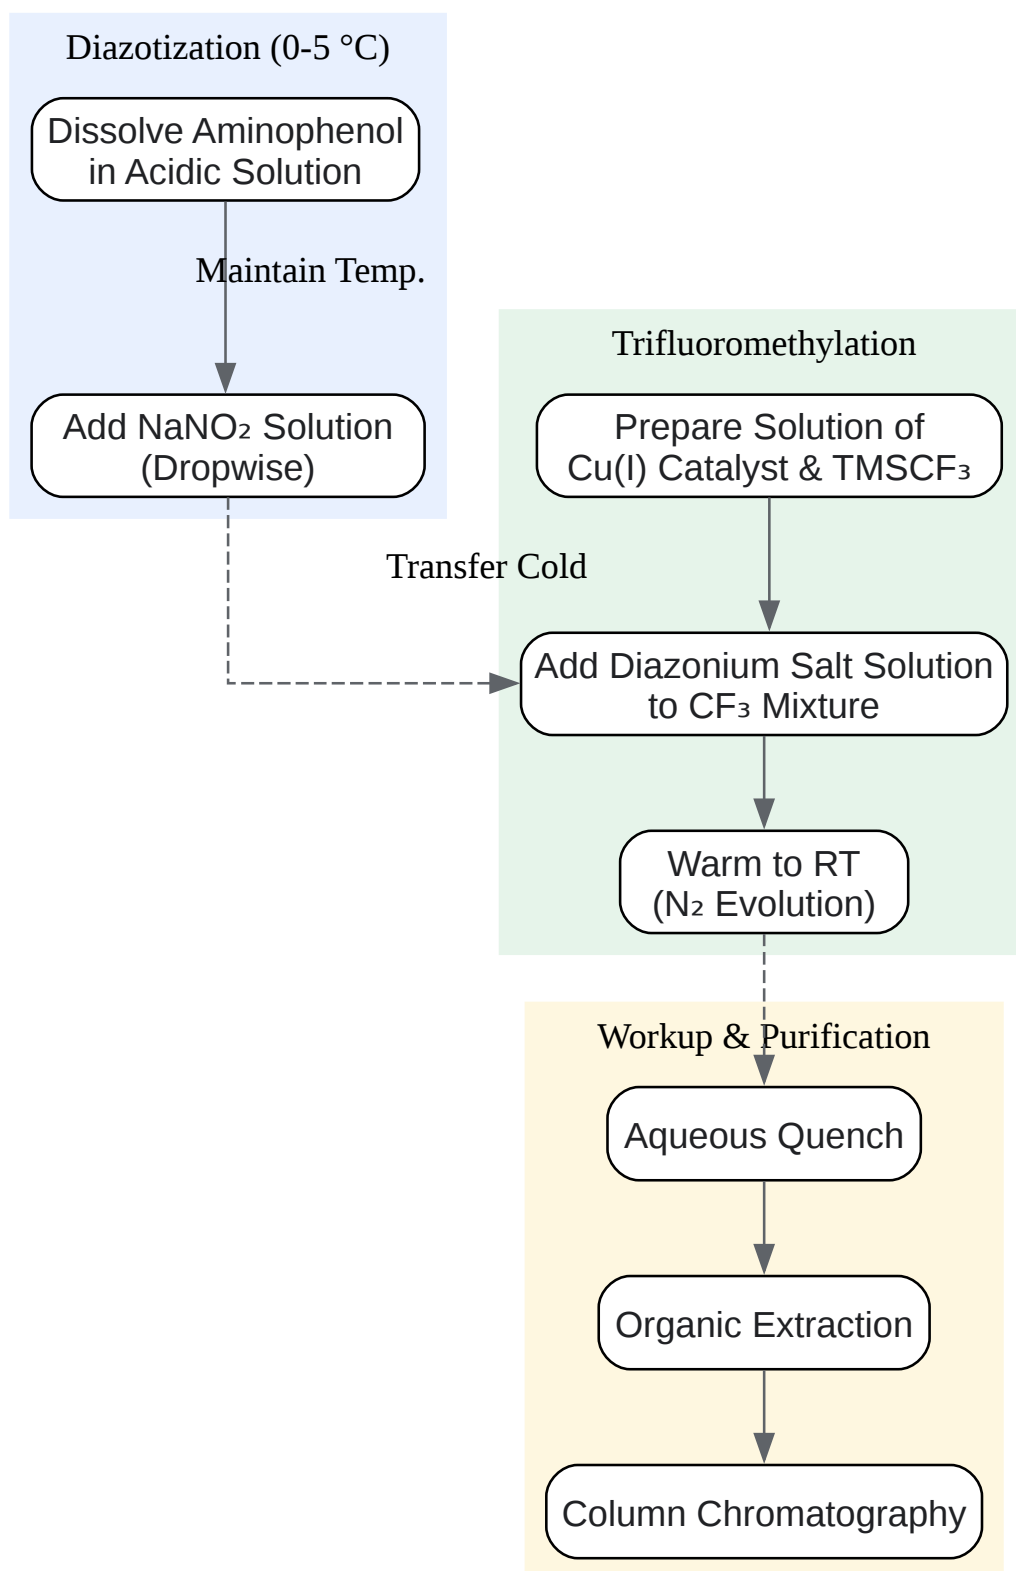 Diazotization (0-5 °C)
Dissolve Aminophenol
in Acidic Solution
Maintain Temp.
Add NaNO₂ Solution
(Dropwise)
Transfer Cold
Trifluoromethylation
Prepare Solution of
Cu(I) Catalyst & TMSCF₃
Add Diazonium Salt Solution
to CF₃ Mixture
Warm to RT
(N₂ Evolution)
Workup & Purification
Aqueous Quench
Organic Extraction
Column Chromatography